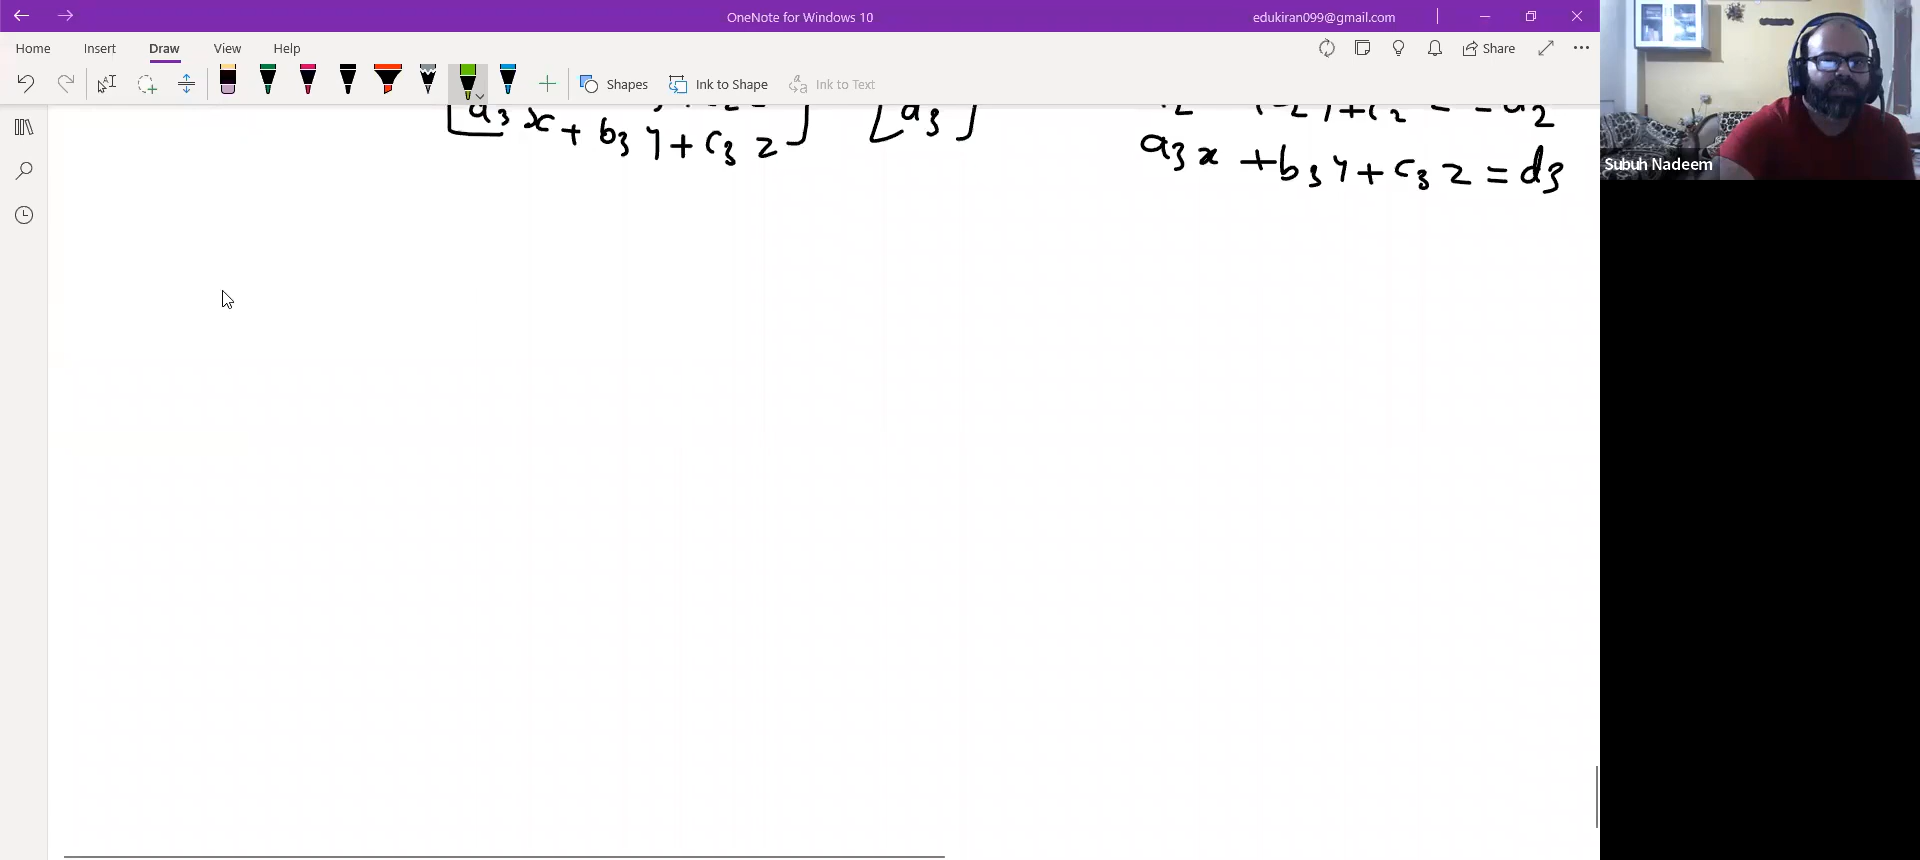 OneNote for Windows 10
edukiran099@gmail.com
Home Insert Draw View Help
Share
Shapes Ink to Shape Ink to Text
a₃x + b₃y + c₃z
a₃x + b₃y + c₃z = d₃
Subuh Nadeem